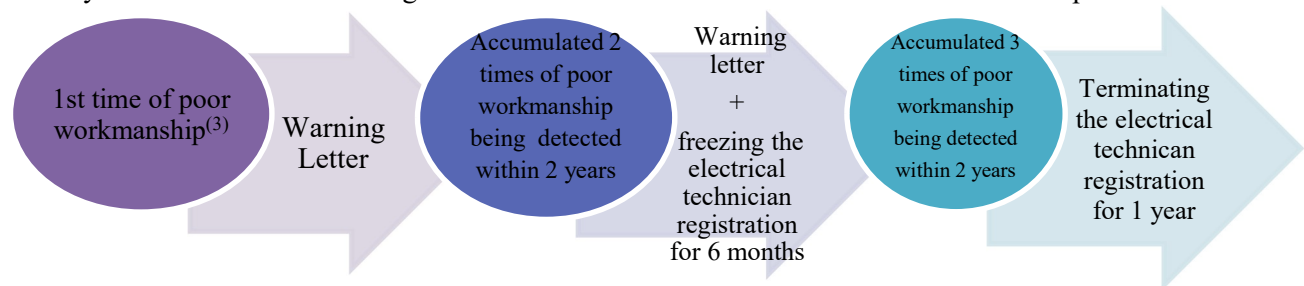 1st time of poor
workmanship(3)
Warning
Letter
Accumulated 2
times of poor
workmanship
being detected
within 2 years
Warning
letter
+
freezing the
electrical
technician
registration
for 6 months
Accumulated 3
times of poor
workmanship
being detected
within 2 years
Terminating
the electrical
technican
registration
for 1 year